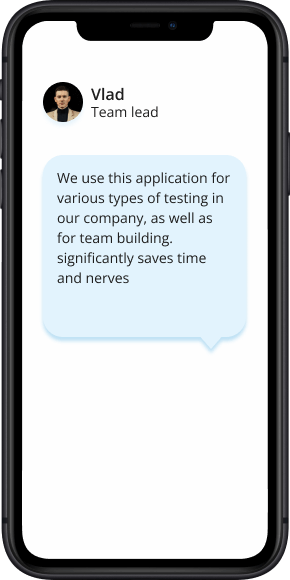 Vlad
Team lead
We use this application for
various types of testing in
our company, as well as
for team building.
significantly saves time
and nerves